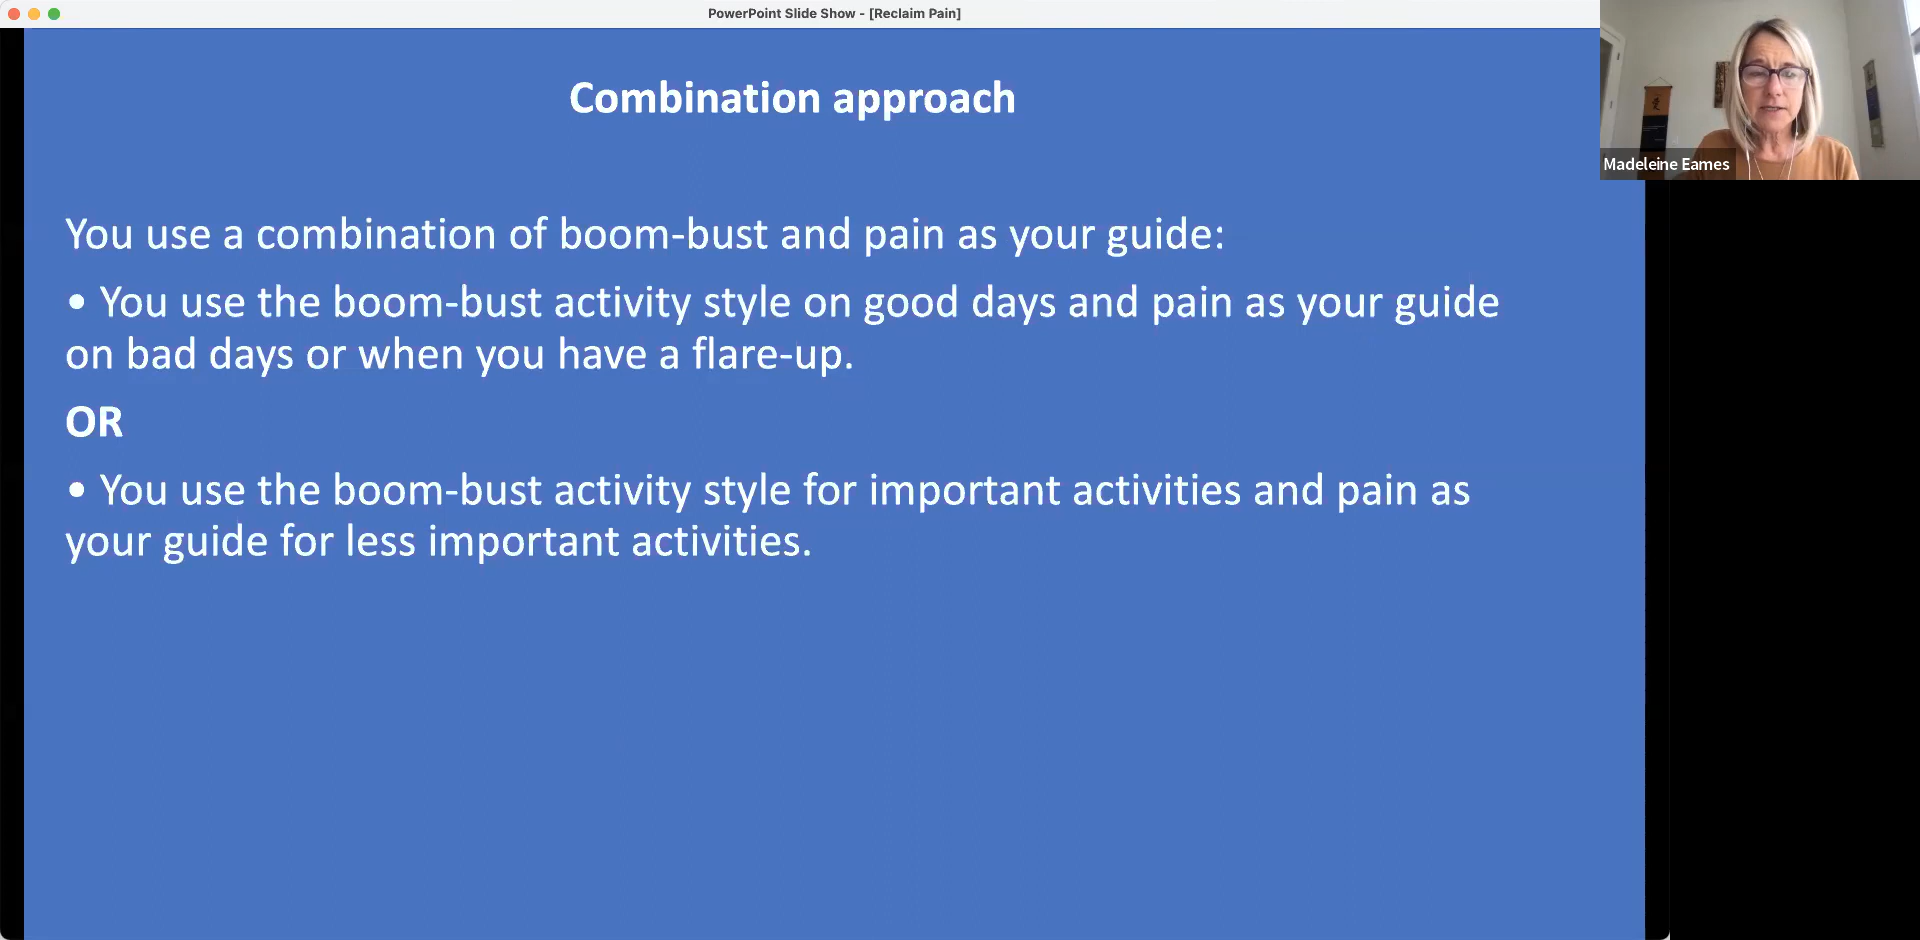 PowerPoint Slide Show - [Reclaim Pain]
Combination approach
Madeleine Eames
You use a combination of boom-bust and pain as your guide:
• You use the boom-bust activity style on good days and pain as your guide
on bad days or when you have a flare-up.
OR
• You use the boom-bust activity style for important activities and pain as
your guide for less important activities.